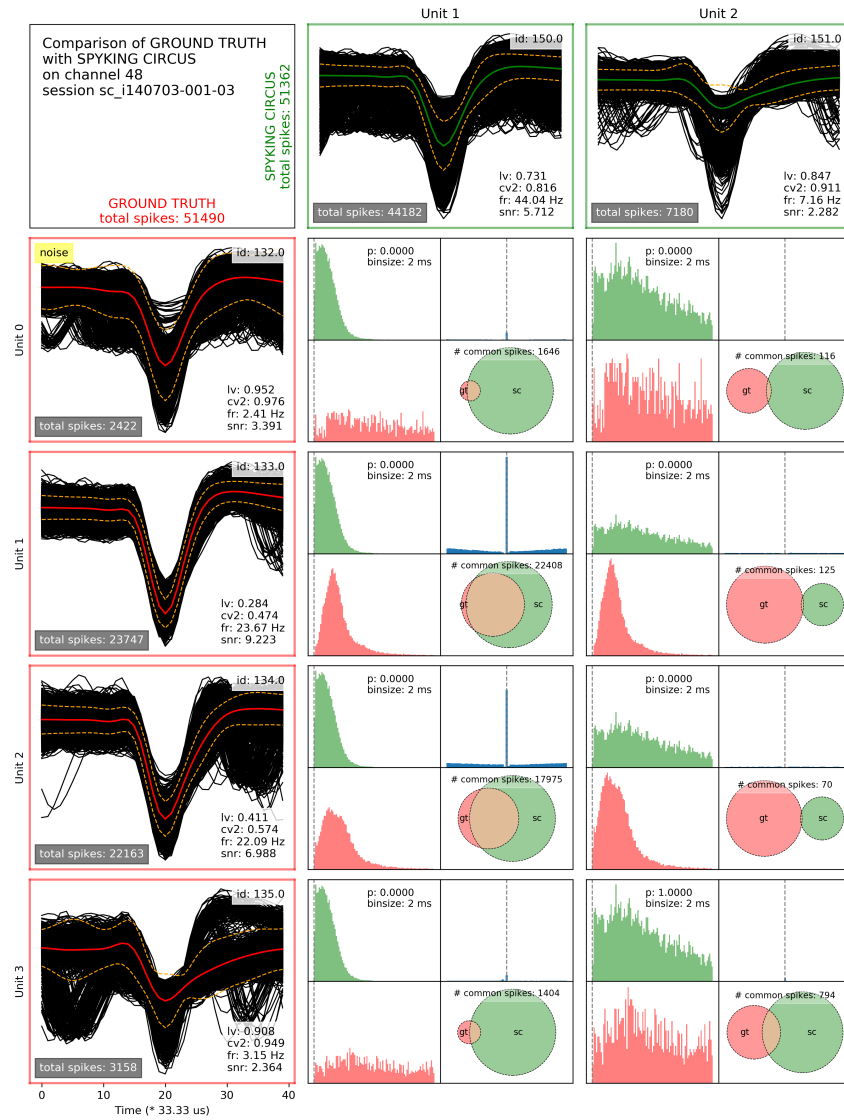 Unit 1
Unit 2
Comparison of GROUND TRUTH
with SPYKING CIRCUS
on channel 48
session sc_i140703-001-03
SPYKING CIRCUS
total spikes: 51362
GROUND TRUTH
total spikes: 51490
id: 150.0
lv: 0.731
cv2: 0.816
fr: 44.04 Hz
snr: 5.712
total spikes: 44182
id: 151.0
lv: 0.847
cv2: 0.911
fr: 7.16 Hz
snr: 2.282
total spikes: 7180
Unit 0
noise
id: 132.0
lv: 0.952
cv2: 0.976
fr: 2.41 Hz
snr: 3.391
total spikes: 2422
p: 0.0000
binsize: 2 ms
# common spikes: 1646
gt
sc
p: 0.0000
binsize: 2 ms
# common spikes: 116
gt
sc
Unit 1
id: 133.0
lv: 0.284
cv2: 0.474
fr: 23.67 Hz
snr: 9.223
total spikes: 23747
p: 0.0000
binsize: 2 ms
# common spikes: 22408
gt
sc
p: 0.0000
binsize: 2 ms
# common spikes: 125
gt
sc
Unit 2
id: 134.0
lv: 0.411
cv2: 0.574
fr: 22.09 Hz
snr: 6.988
total spikes: 22163
p: 0.0000
binsize: 2 ms
# common spikes: 17975
gt
sc
p: 0.0000
binsize: 2 ms
# common spikes: 70
gt
sc
Unit 3
id: 135.0
lv: 0.908
cv2: 0.949
fr: 3.15 Hz
snr: 2.364
total spikes: 3158
p: 0.0000
binsize: 2 ms
# common spikes: 1404
gt
sc
p: 1.0000
binsize: 2 ms
# common spikes: 794
gt
sc
0 10 20 30 40
Time (* 33.33 us)